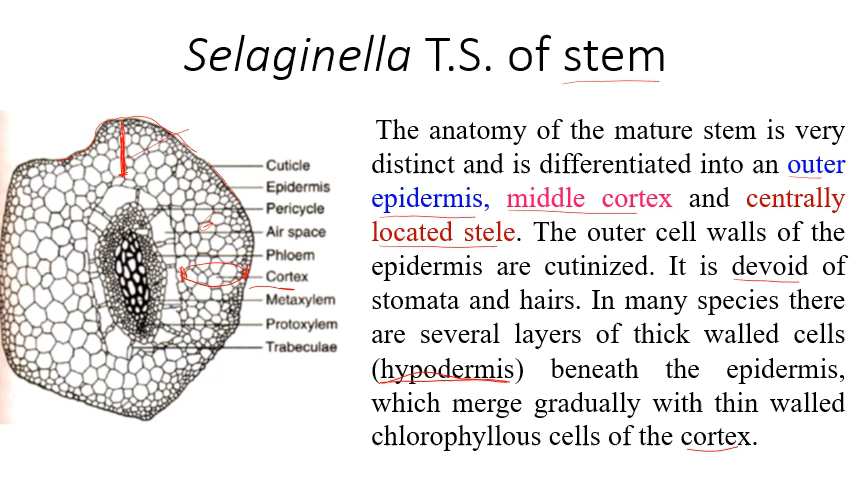 Selaginella T.S. of stem
Cuticle
Epidermis
Pericycle
Air space
Phloem
Cortex
Metaxylem
Protoxylem
Trabeculae
The anatomy of the mature stem is very
distinct and is differentiated into an outer
epidermis, middle cortex and centrally
located stele. The outer cell walls of the
epidermis are cutinized. It is devoid of
stomata and hairs. In many species there
are several layers of thick walled cells
(hypodermis) beneath the epidermis,
which merge gradually with thin walled
chlorophyllous cells of the cortex.